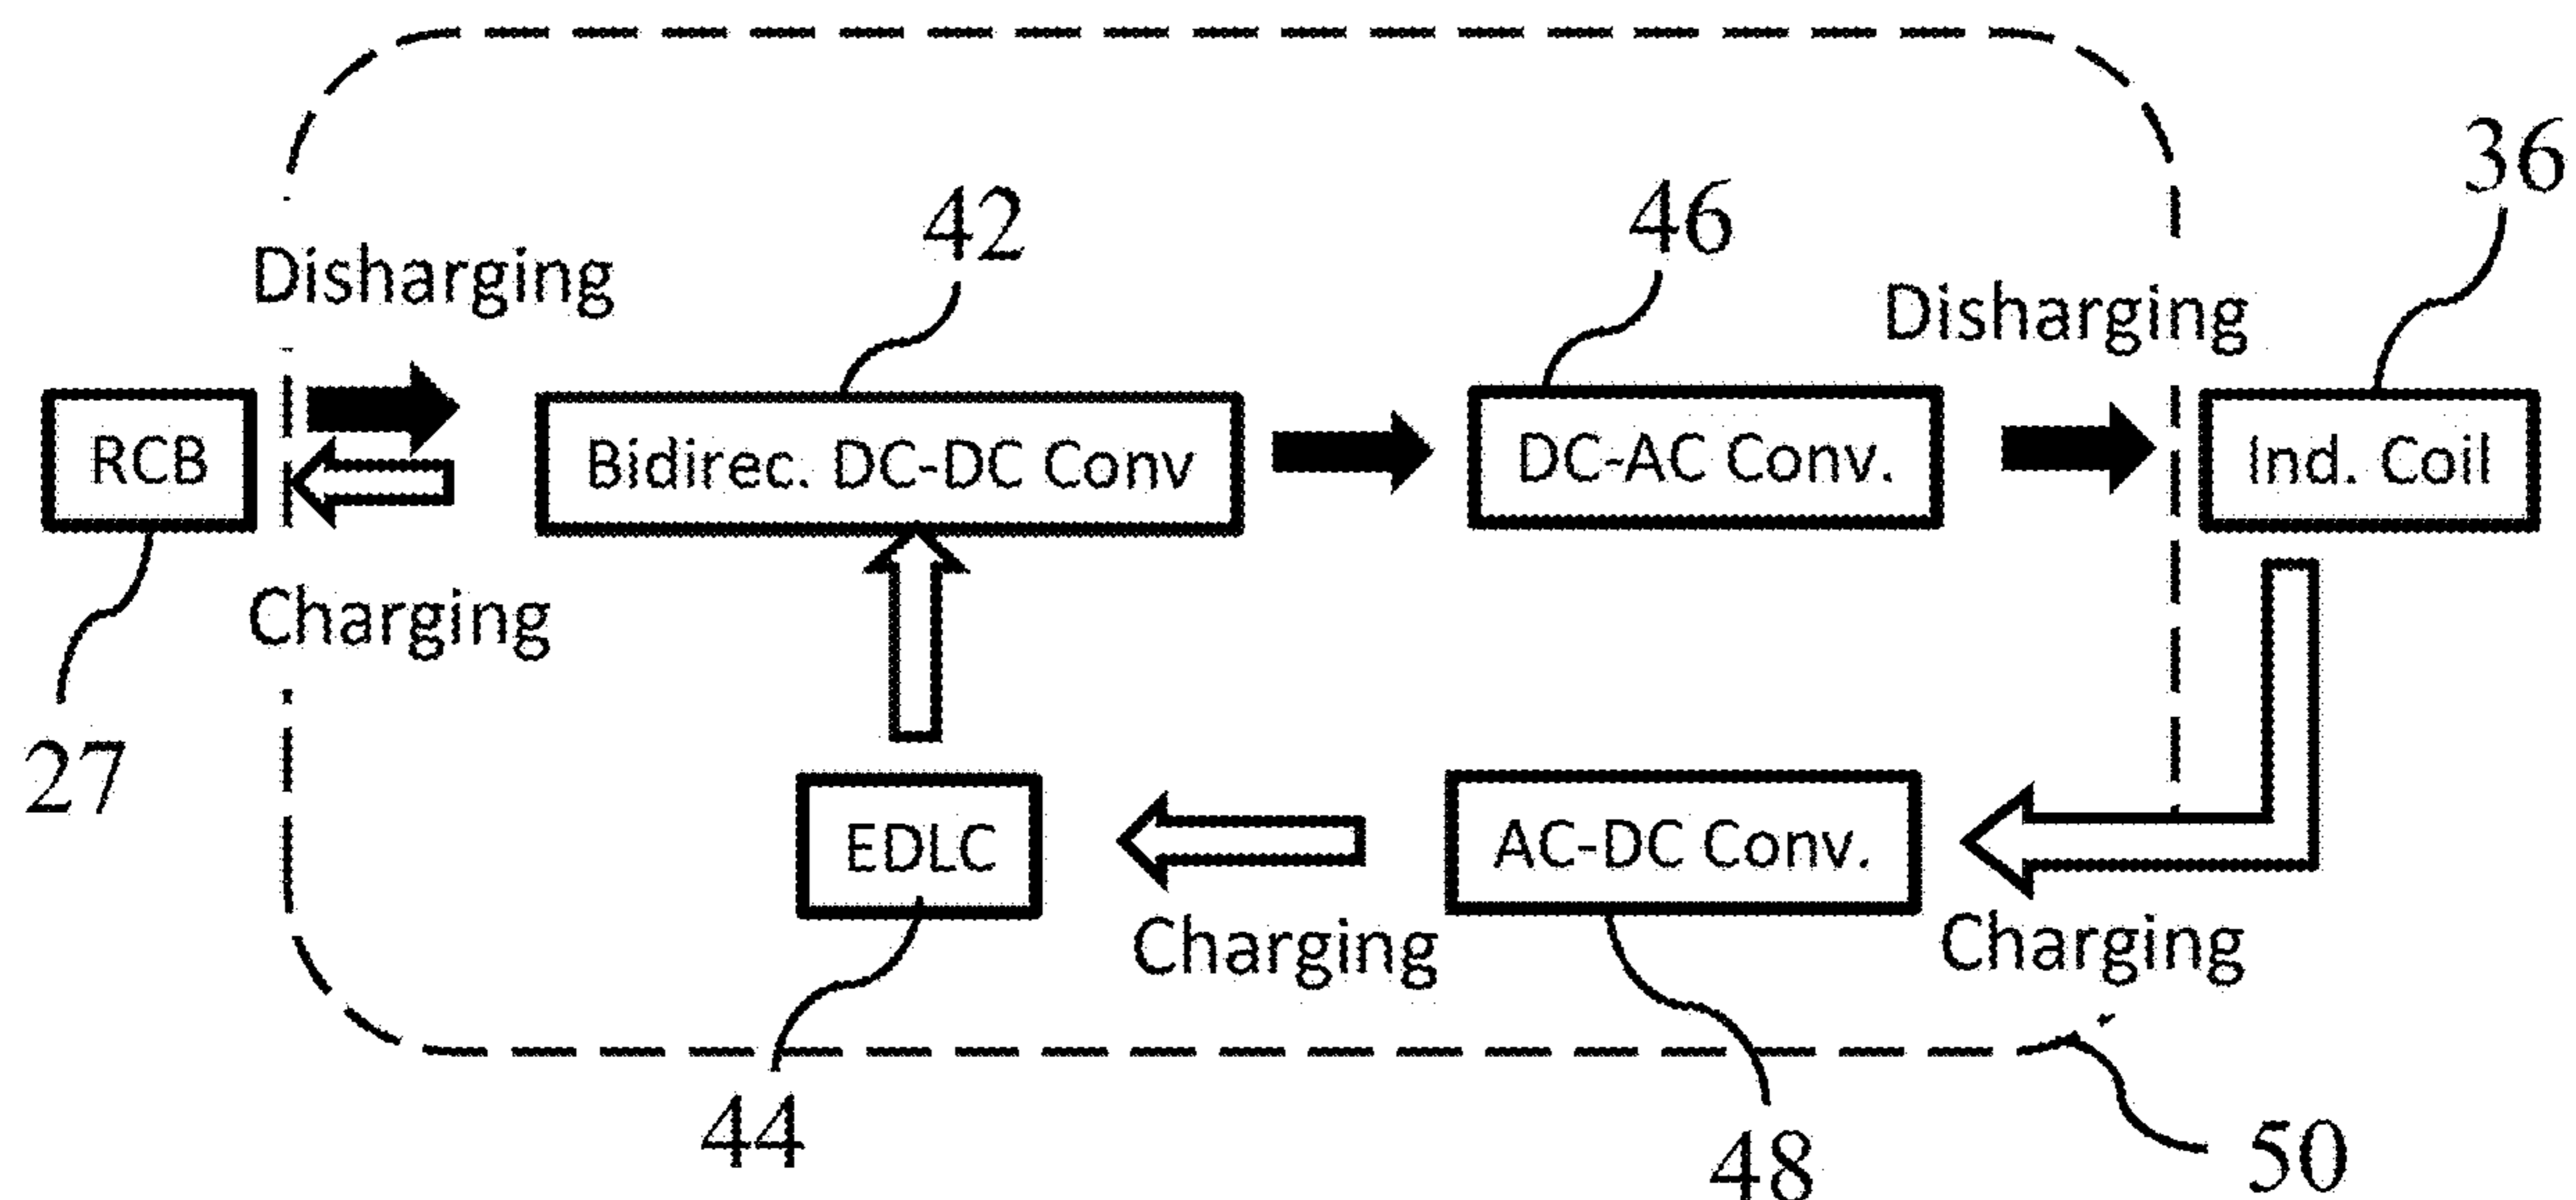 36
42
46
Disharging
Disharging
RCB
Bidirec. DC-DC Conv
DC-AC Conv.
Ind. Coil
Charging
27
EDLC
AC-DC Conv.
Charging
Charging
44
48
50